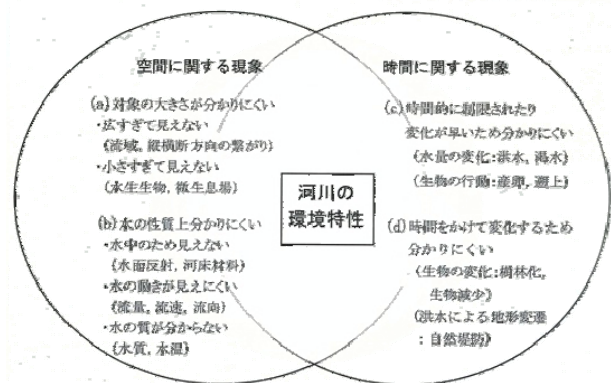 空間に関する現象
(a)対象の大きさが分かりにくい
・広すぎて見えない
(流域，縦横断方向の繋がり)
・小さすぎて見えない
(水生生物，微生息場)
(b)水の性質上分かりにくい
・水中のため見えない
(水面反射，河床材料)
・水の動きが見えにくい
(流量，流速，流向)
・水の質が分からない
(水質，水温)
河川の
環境特性
時間に関する現象
(c)時間的に制限されたり
変化が早いため分かりにくい
(水量の変化:洪水，渇水)
(生物の行動:産卵，遡上)
(d)時間をかけて変化するため
分かりにくい
(生物の変化:樹林化，
生物減少)
(洪水による地形変遷
:自然堤防)